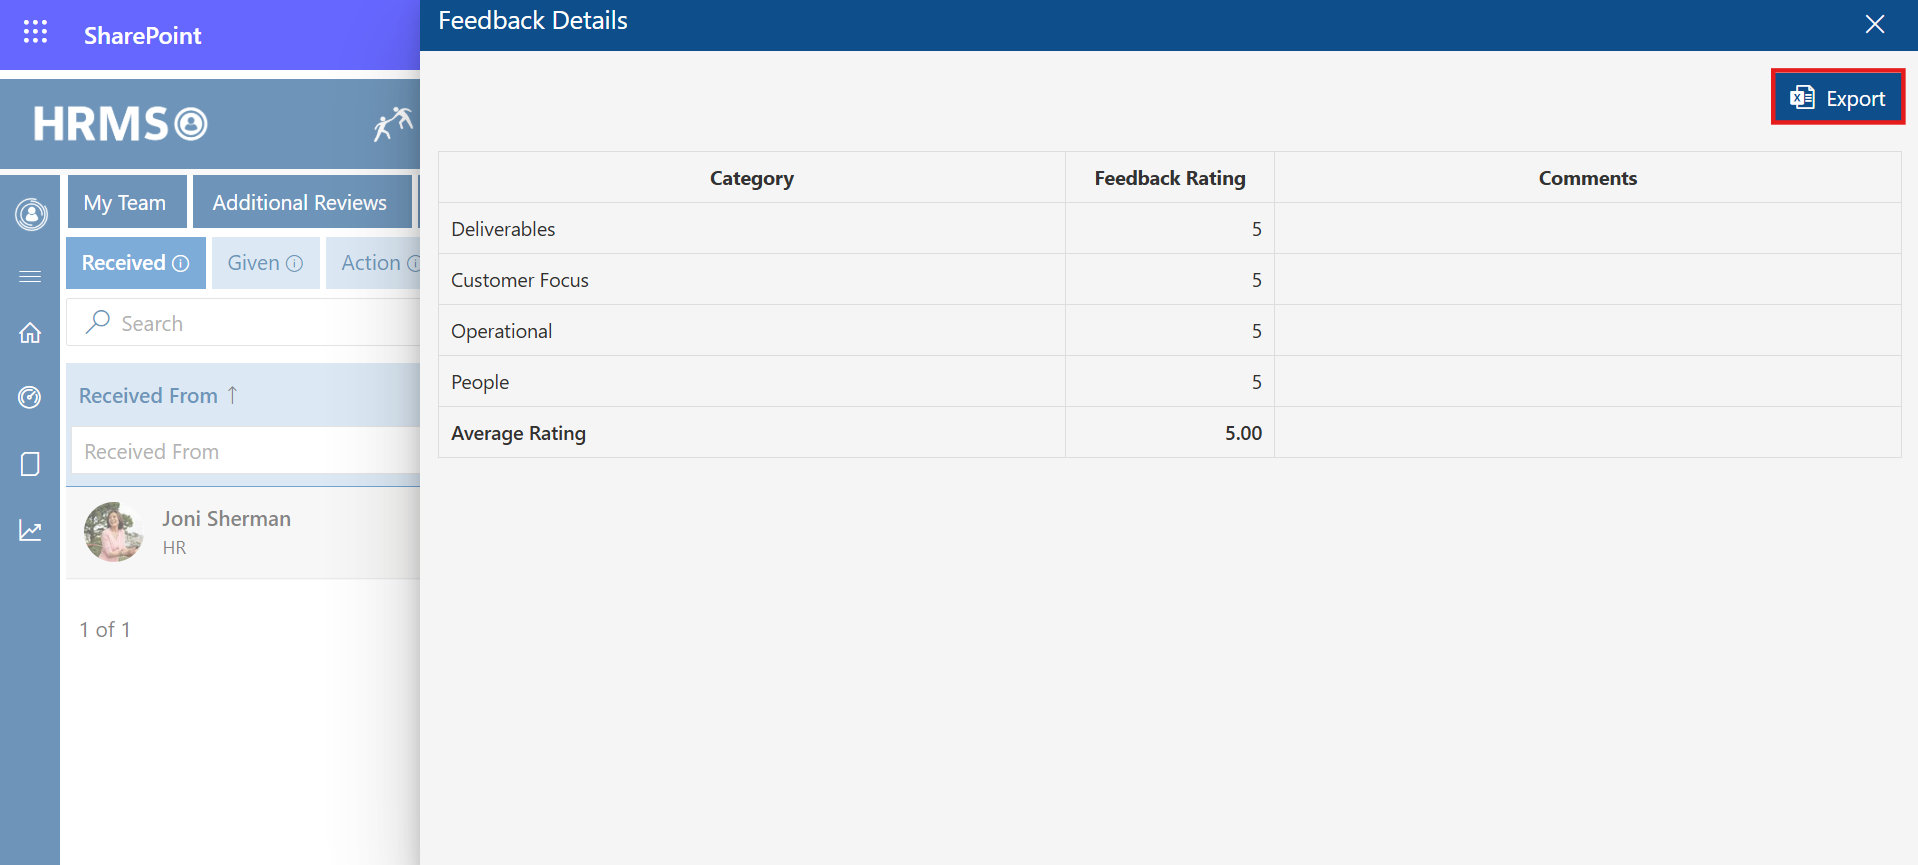 SharePoint
HRMS
My Team
Additional Reviews
Received
Given
Action
Search
Received From ↑
Received From
Joni Sherman
HR
1 of 1
Feedback Details
Export
Category Feedback Rating Comments
Deliverables 5
Customer Focus 5
Operational 5
People 5
Average Rating 5.00